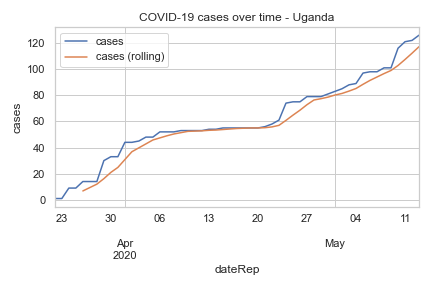 COVID-19 cases over time - Uganda
cases
cases (rolling)
120
100
80
60
40
20
0
cases
23
30
06
13
20
27
04
11
Apr
2020
May
dateRep